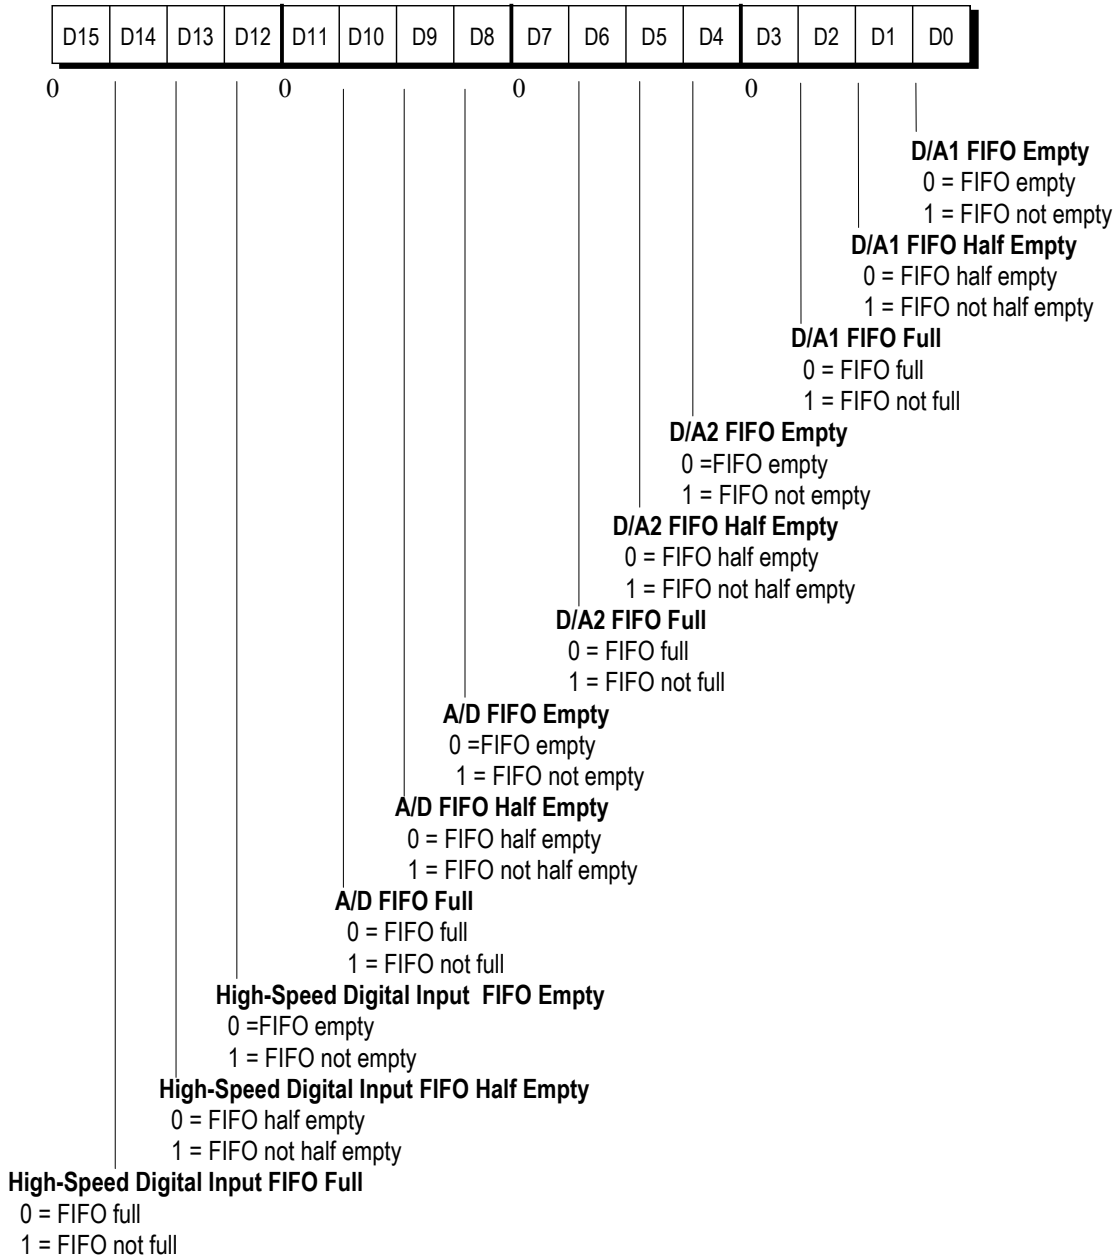 D15 D14 D13 D12 D11 D10 D9 D8 D7 D6 D5 D4 D3 D2 D1 D0
0 0 0 0
D/A1 FIFO Empty
0 = FIFO empty
1 = FIFO not empty
D/A1 FIFO Half Empty
0 = FIFO half empty
1 = FIFO not half empty
D/A1 FIFO Full
0 = FIFO full
1 = FIFO not full
D/A2 FIFO Empty
0 =FIFO empty
1 = FIFO not empty
D/A2 FIFO Half Empty
0 = FIFO half empty
1 = FIFO not half empty
D/A2 FIFO Full
0 = FIFO full
1 = FIFO not full
A/D FIFO Empty
0 =FIFO empty
1 = FIFO not empty
A/D FIFO Half Empty
0 = FIFO half empty
1 = FIFO not half empty
A/D FIFO Full
0 = FIFO full
1 = FIFO not full
High-Speed Digital Input  FIFO Empty
0 =FIFO empty
1 = FIFO not empty
High-Speed Digital Input FIFO Half Empty
0 = FIFO half empty
1 = FIFO not half empty
High-Speed Digital Input FIFO Full
0 = FIFO full
1 = FIFO not full